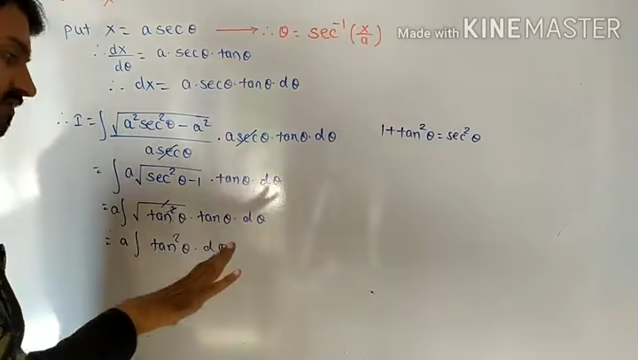 put x = a secθ ⟶ ∴ θ = sec⁻¹(x/a)
Made with KINEMASTER
∴ dx/dθ = a · secθ · tanθ
∴ dx = a · secθ · tanθ · dθ
∴ I = ∫ √(a²sec²θ − a²) / a secθ · a secθ · tanθ · dθ
1 + tan²θ = sec²θ
= ∫ a√(sec²θ − 1) · tanθ · dθ
= a ∫ √(tan²θ) · tanθ · dθ
= a ∫ tan²θ · dθ